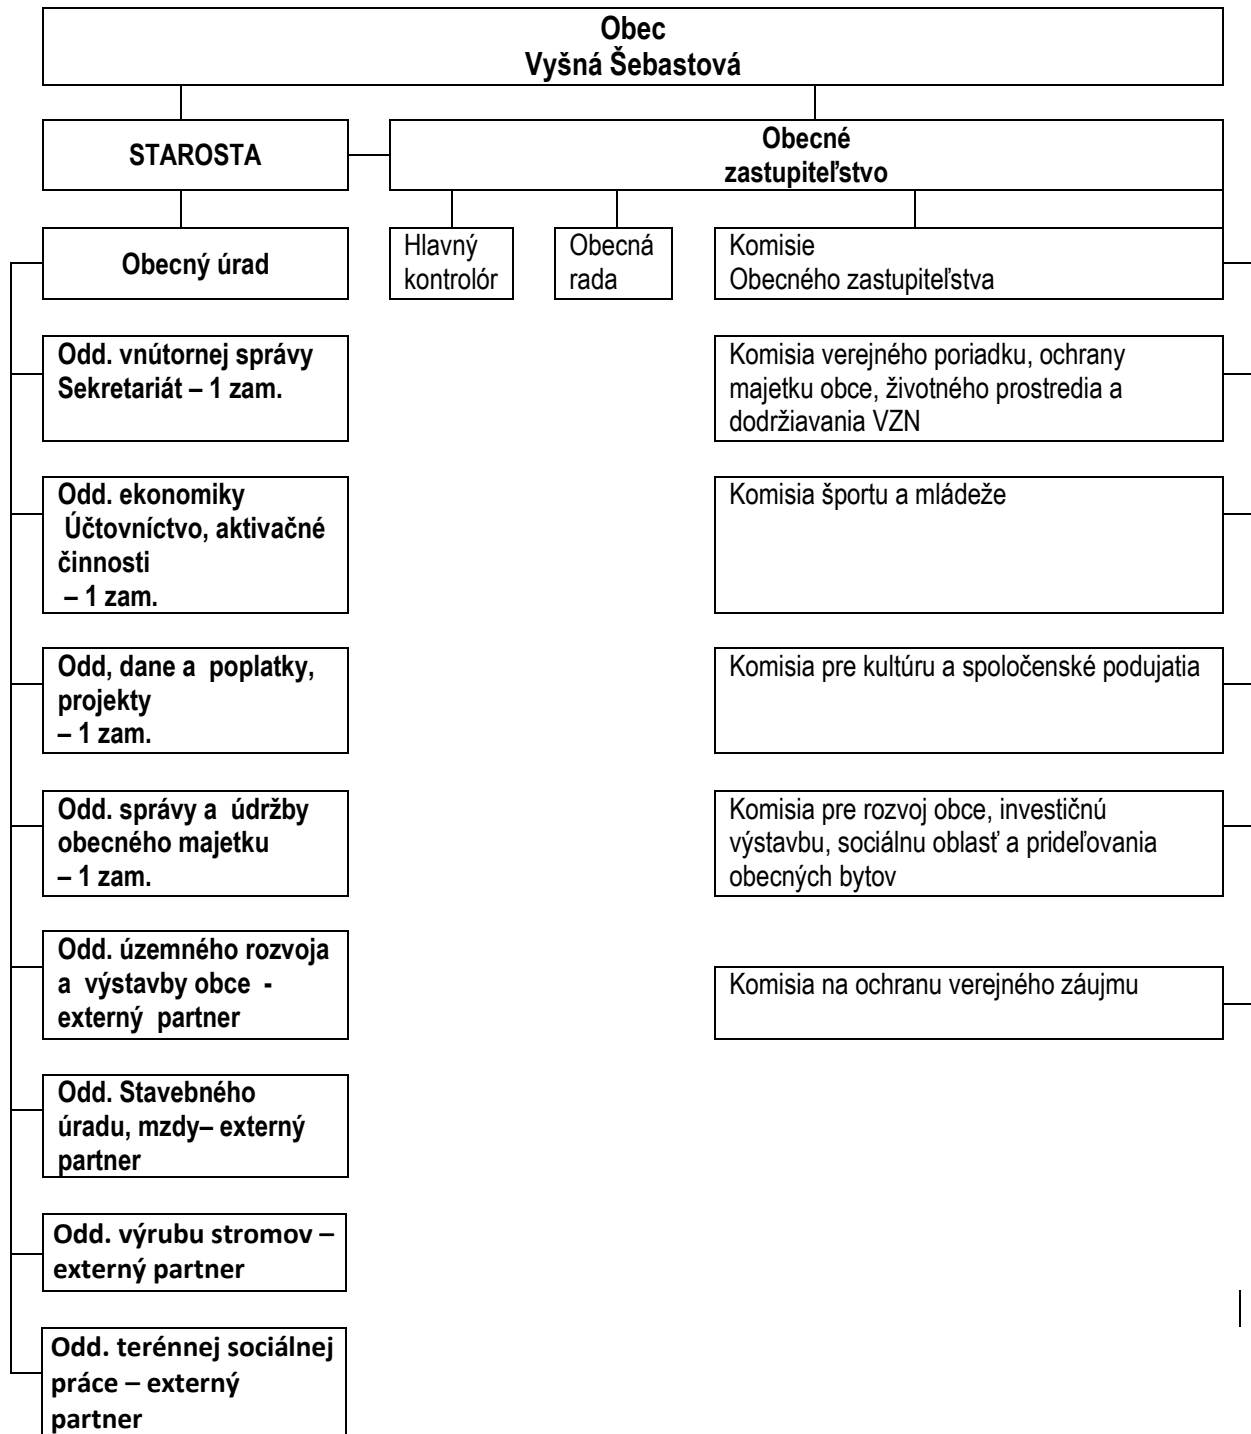 Obec
Vyšná Šebastová
STAROSTA
Obecné
zastupiteľstvo
Obecný úrad
Hlavný
kontrolór
Obecná
rada
Komisie
Obecného zastupiteľstva
Odd. vnútornej správy
Sekretariát – 1 zam.
Komisia verejného poriadku, ochrany
majetku obce, životného prostredia a
dodržiavania VZN
Odd. ekonomiky
Účtovníctvo, aktivačné
činnosti
– 1 zam.
Komisia športu a mládeže
Odd, dane a poplatky,
projekty
– 1 zam.
Komisia pre kultúru a spoločenské podujatia
Odd. správy a údržby
obecného majetku
– 1 zam.
Komisia pre rozvoj obce, investičnú
výstavbu, sociálnu oblasť a prideľovania
obecných bytov
Odd. územného rozvoja
a výstavby obce -
externý partner
Komisia na ochranu verejného záujmu
Odd. Stavebného
úradu, mzdy– externý
partner
Odd. výrubu stromov –
externý partner
Odd. terénnej sociálnej
práce – externý
partner